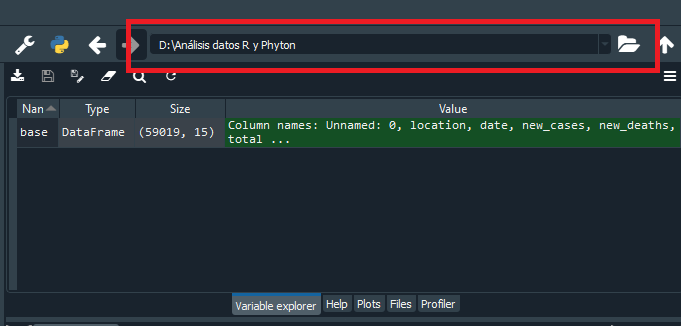 D:\Análisis datos R y Phyton
Nan Type Size Value
base DataFrame (59019, 15) Column names: Unnamed: 0, location, date, new_cases, new_deaths,
total ...
Variable explorer Help Plots Files Profiler